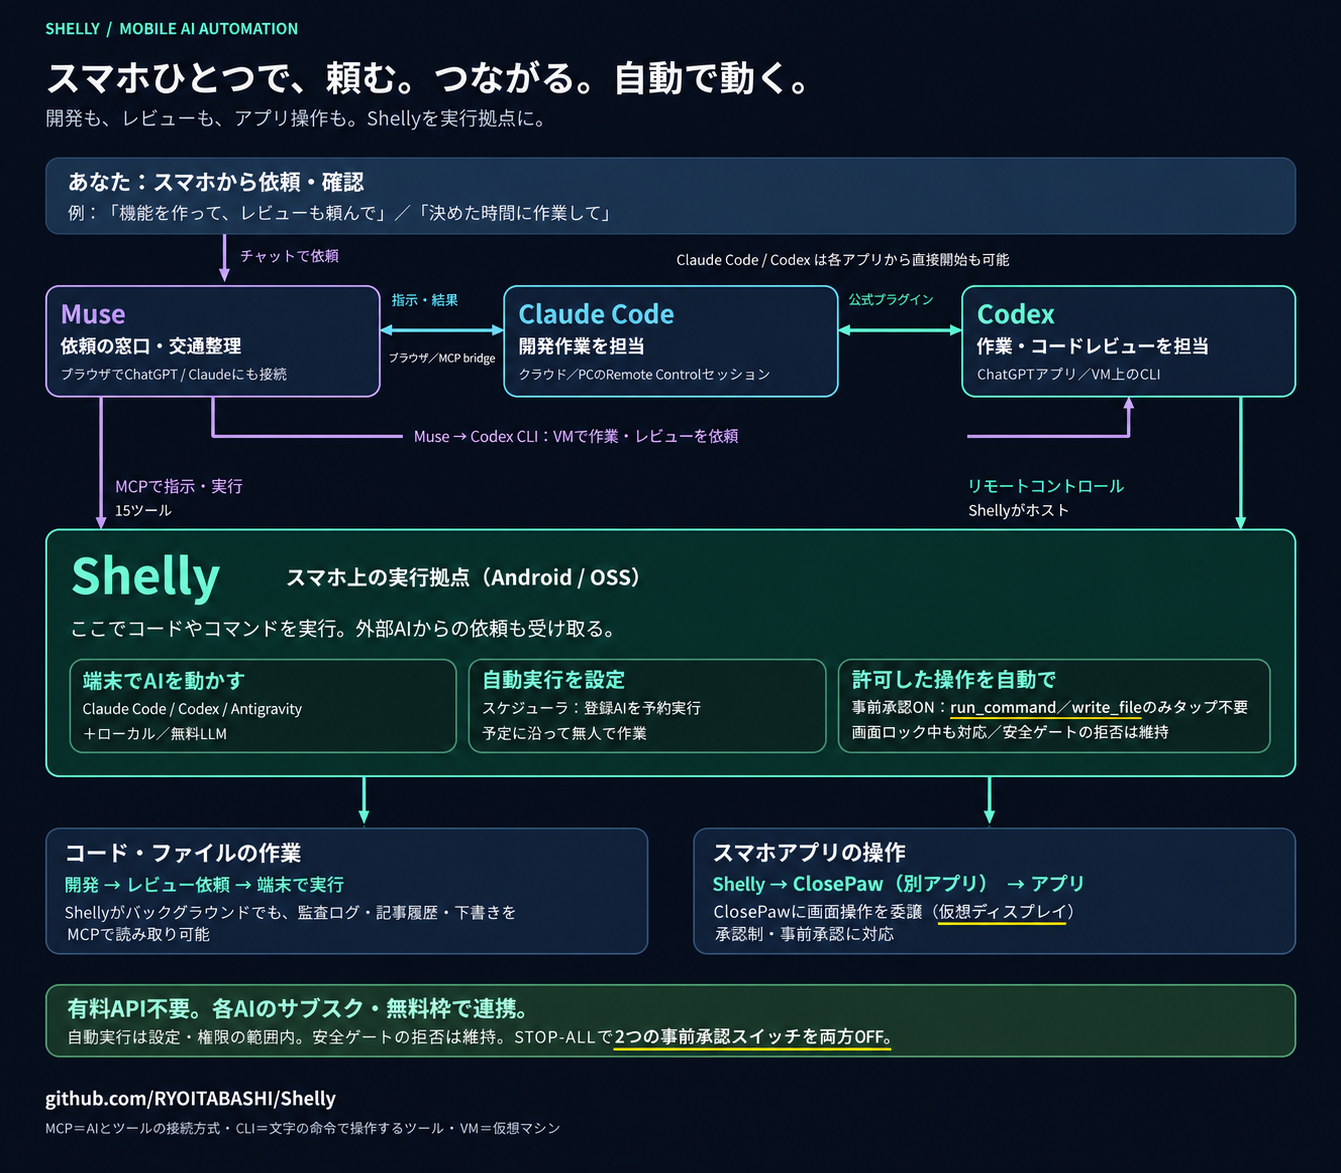 SHELLY / MOBILE AI AUTOMATION
スマホひとつで、頼む。つながる。自動で動く。
開発も、レビューも、アプリ操作も。Shellyを実行拠点に。
あなた：スマホから依頼・確認
例：「機能を作って、レビューも頼んで」／「決めた時間に作業して」
チャットで依頼
Claude Code / Codex は各アプリから直接開始も可能
Muse
依頼の窓口・交通整理
ブラウザでChatGPT / Claudeにも接続
指示・結果
ブラウザ／MCP bridge
Claude Code
開発作業を担当
クラウド／PCのRemote Controlセッション
公式プラグイン
Codex
作業・コードレビューを担当
ChatGPTアプリ／VM上のCLI
Muse → Codex CLI：VMで作業・レビューを依頼
MCPで指示・実行
15ツール
リモートコントロール
Shellyがホスト
Shelly
スマホ上の実行拠点（Android / OSS）
ここでコードやコマンドを実行。外部AIからの依頼も受け取る。
端末でAIを動かす
Claude Code / Codex / Antigravity
＋ローカル／無料LLM
自動実行を設定
スケジューラ：登録AIを予約実行
予定に沿って無人で作業
許可した操作を自動で
事前承認ON：run_command／write_fileのみタップ不要
画面ロック中も対応／安全ゲートの拒否は維持
コード・ファイルの作業
開発 → レビュー依頼 → 端末で実行
Shellyがバックグラウンドでも、監査ログ・記事履歴・下書きを
MCPで読み取り可能
スマホアプリの操作
Shelly → ClosePaw（別アプリ） → アプリ
ClosePawに画面操作を委譲（仮想ディスプレイ）
承認制・事前承認に対応
有料API不要。各AIのサブスク・無料枠で連携。
自動実行は設定・権限の範囲内。安全ゲートの拒否は維持。STOP-ALLで2つの事前承認スイッチを両方OFF。
github.com/RYOITABASHI/Shelly
MCP＝AIとツールの接続方式・CLI＝文字の命令で操作するツール・VM＝仮想マシン